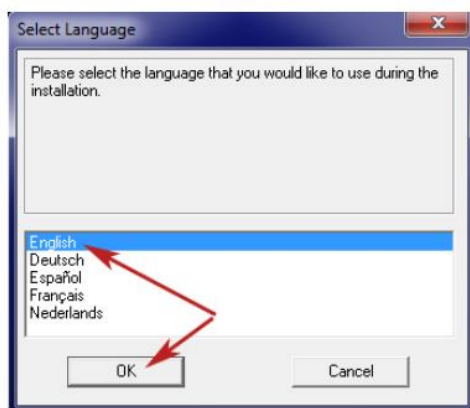 Select Language
Please select the language that you would like to use during the
installation.
English
Deutsch
Español
Français
Nederlands
OK
Cancel